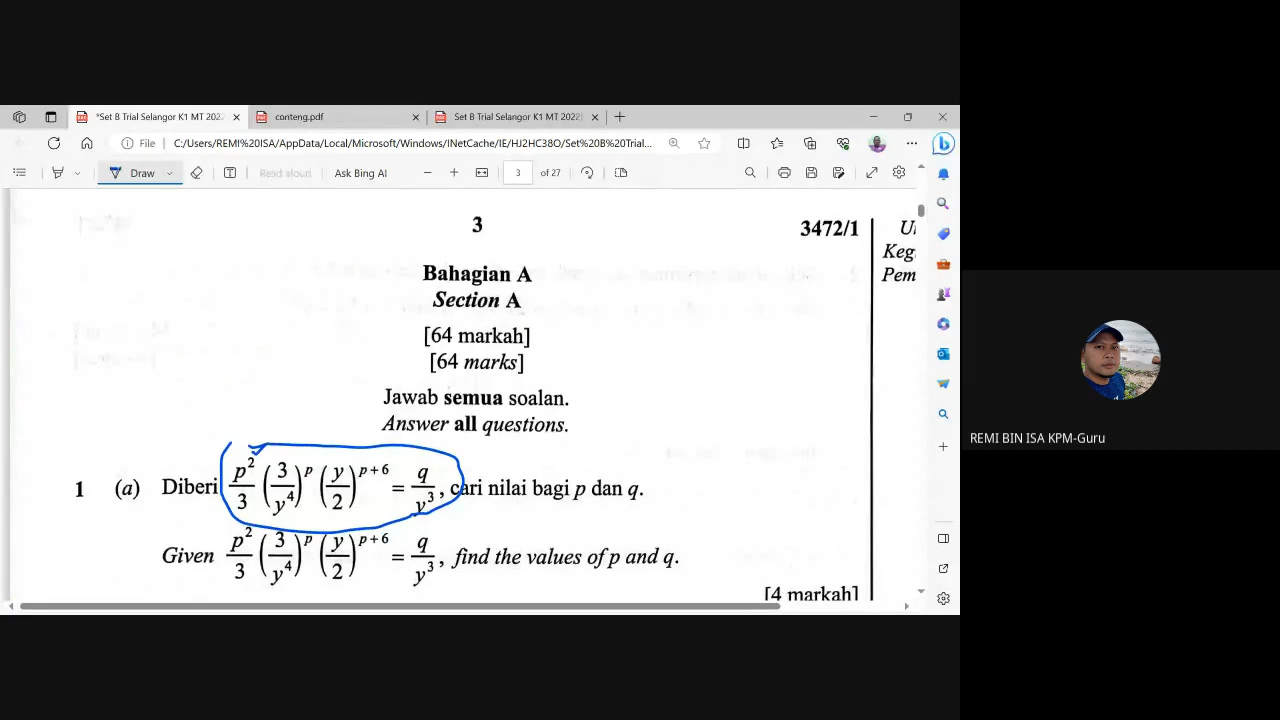 *Set B Trial Selangor K1 MT 2022
conteng.pdf
Set B Trial Selangor K1 MT 2022
File
C:/Users/REMI%20ISA/AppData/Local/Microsoft/Windows/INetCache/IE/HJ2HC38O/Set%20B%20Trial...
Draw
Read aloud
Ask Bing AI
3 of 27
3
3472/1
Keg
Pem
Bahagian A
Section A
[64 markah]
[64 marks]
Jawab semua soalan.
Answer all questions.
1 (a) Diberi p²/3 (3/y⁴)ᵖ (y/2)ᵖ⁺⁶ = q/y³, cari nilai bagi p dan q.
Given p²/3 (3/y⁴)ᵖ (y/2)ᵖ⁺⁶ = q/y³, find the values of p and q.
[4 markah]
REMI BIN ISA KPM-Guru